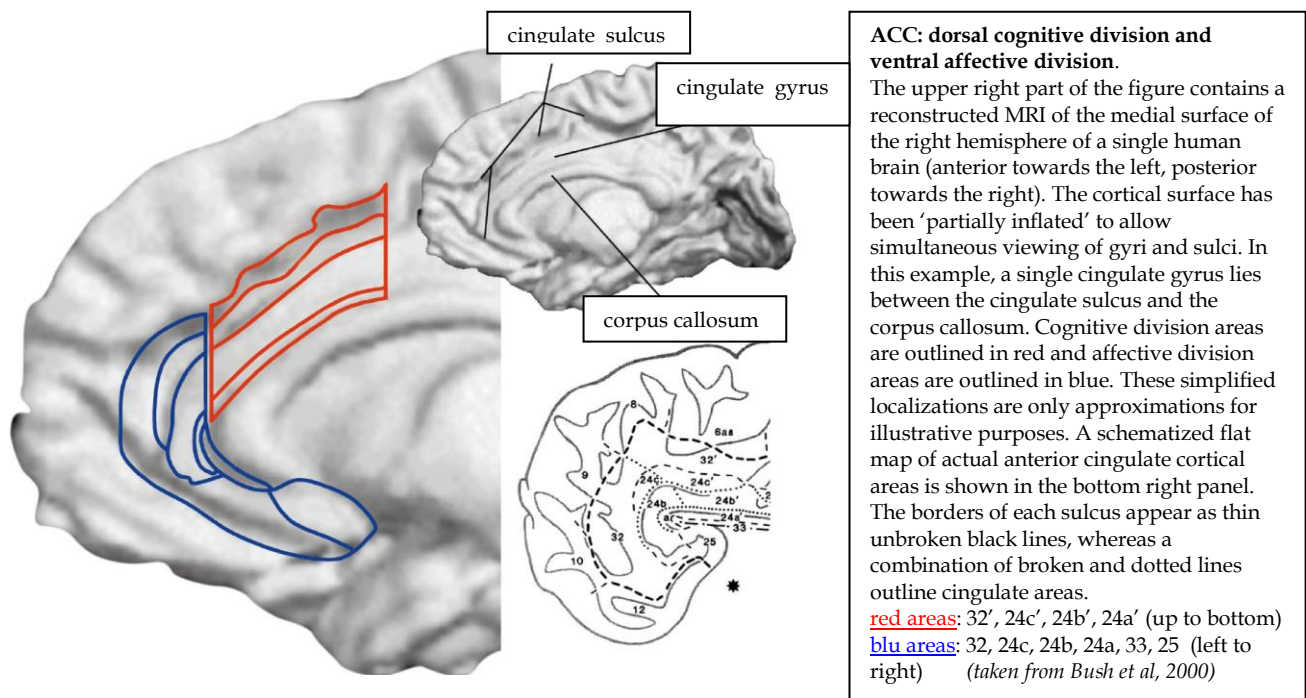 cingulate sulcus
cingulate gyrus
corpus callosum
8
6aβ
32'
9
24c
24c'
24b
24b'
2
a
24a'
33
32
25
10
12
ACC: dorsal cognitive division and
ventral affective division.
The upper right part of the figure contains a
reconstructed MRI of the medial surface of
the right hemisphere of a single human
brain (anterior towards the left, posterior
towards the right). The cortical surface has
been ‘partially inflated’ to allow
simultaneous viewing of gyri and sulci. In
this example, a single cingulate gyrus lies
between the cingulate sulcus and the
corpus callosum. Cognitive division areas
are outlined in red and affective division
areas are outlined in blue. These simplified
localizations are only approximations for
illustrative purposes. A schematized flat
map of actual anterior cingulate cortical
areas is shown in the bottom right panel.
The borders of each sulcus appear as thin
unbroken black lines, whereas a
combination of broken and dotted lines
outline cingulate areas.
red areas: 32′, 24c′, 24b′, 24a′ (up to bottom)
blu areas: 32, 24c, 24b, 24a, 33, 25 (left to
right) (taken from Bush et al, 2000)